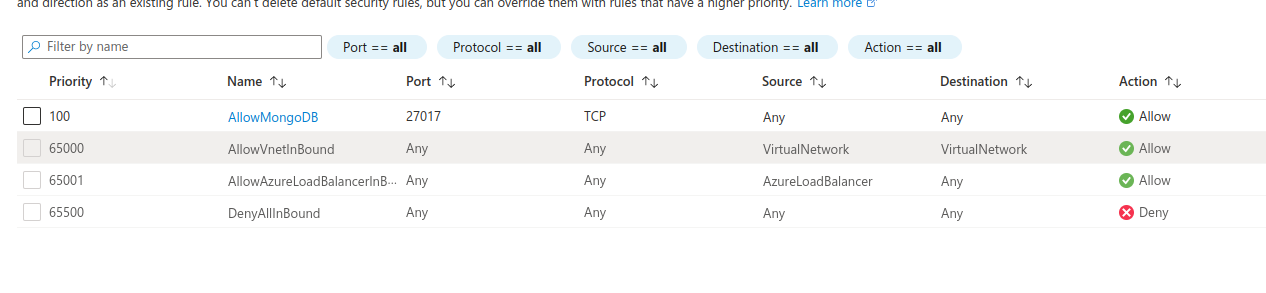 and direction as an existing rule. You can't delete default security rules, but you can override them with rules that have a higher priority. Learn more
Filter by name
Port == all
Protocol == all
Source == all
Destination == all
Action == all
Priority Name Port Protocol Source Destination Action
100 AllowMongoDB 27017 TCP Any Any Allow
65000 AllowVnetInBound Any Any VirtualNetwork VirtualNetwork Allow
65001 AllowAzureLoadBalancerInB... Any Any AzureLoadBalancer Any Allow
65500 DenyAllInBound Any Any Any Any Deny